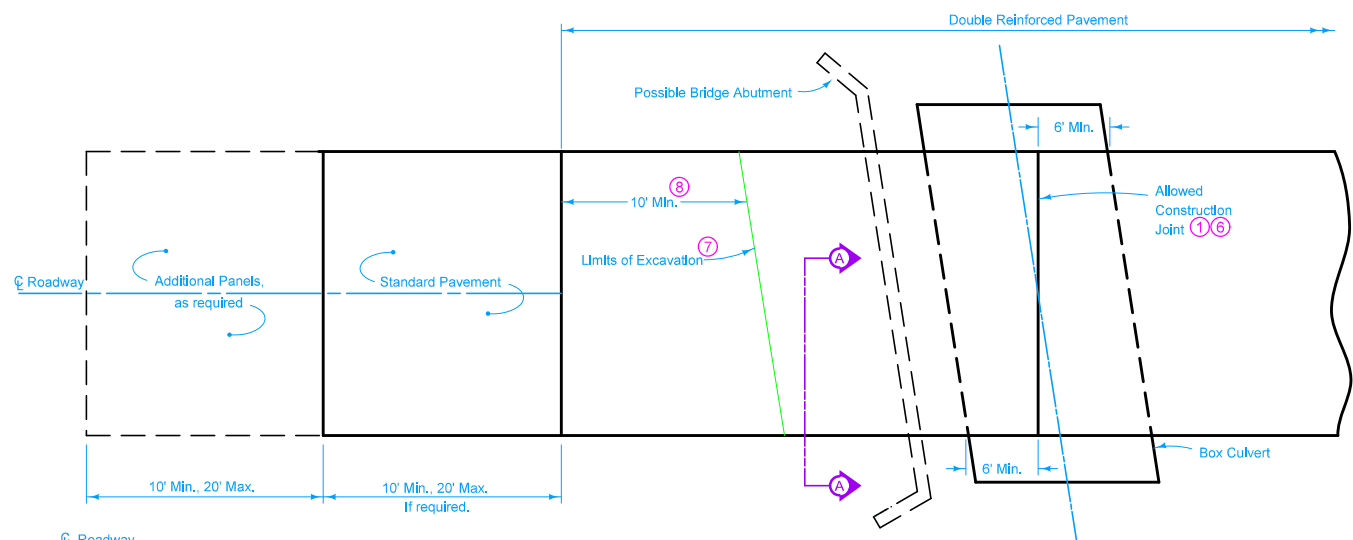 Double Reinforced Pavement
Possible Bridge Abutment
6' Min.
10' Min. 8
Allowed
Construction
Joint 1 6
Limits of Excavation 7
A
℄ Roadway
Additional Panels,
as required
Standard Pavement
Box Culvert
6' Min.
A
10' Min., 20' Max.
10' Min., 20' Max.
If required.
℄ Roadway